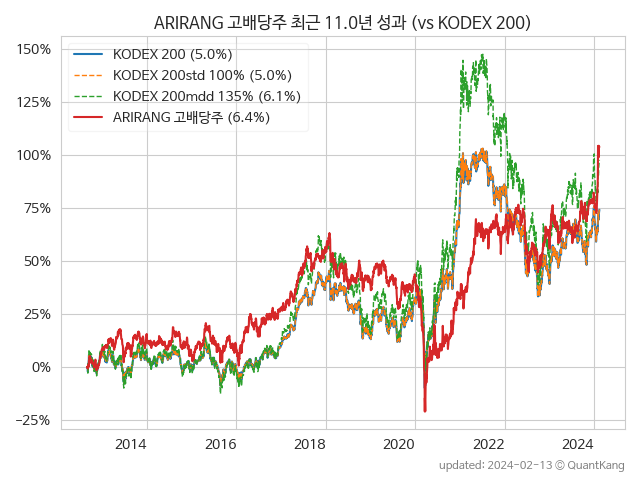 ARIRANG 고배당주 최근 11.0년 성과 (vs KODEX 200)
150%
125%
100%
75%
50%
25%
0%
−25%
KODEX 200 (5.0%)
KODEX 200std 100% (5.0%)
KODEX 200mdd 135% (6.1%)
ARIRANG 고배당주 (6.4%)
2014 2016 2018 2020 2022 2024
updated: 2024-02-13 © QuantKang